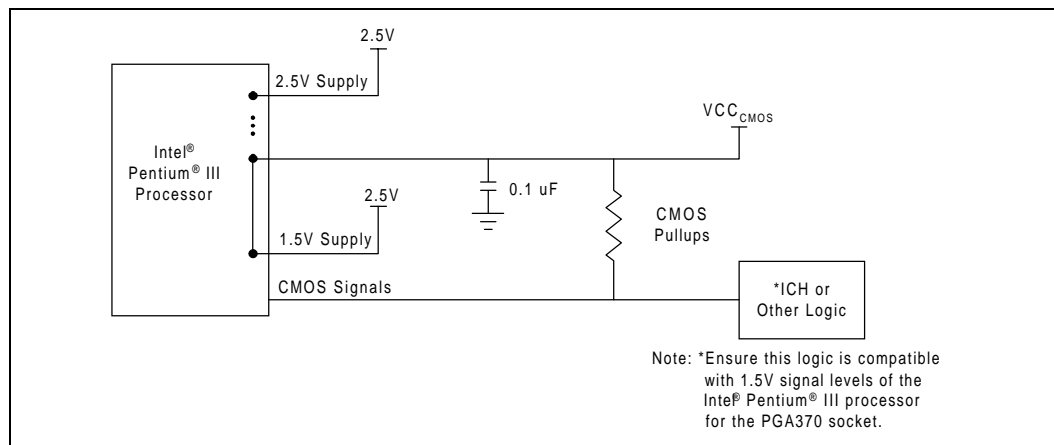 2.5V
2.5V Supply
VCC CMOS
Intel®
Pentium® III
Processor
0.1 uF
2.5V
CMOS
Pullups
1.5V Supply
CMOS Signals
*ICH or
Other Logic
Note: *Ensure this logic is compatible
with 1.5V signal levels of the
Intel® Pentium® III processor
for the PGA370 socket.